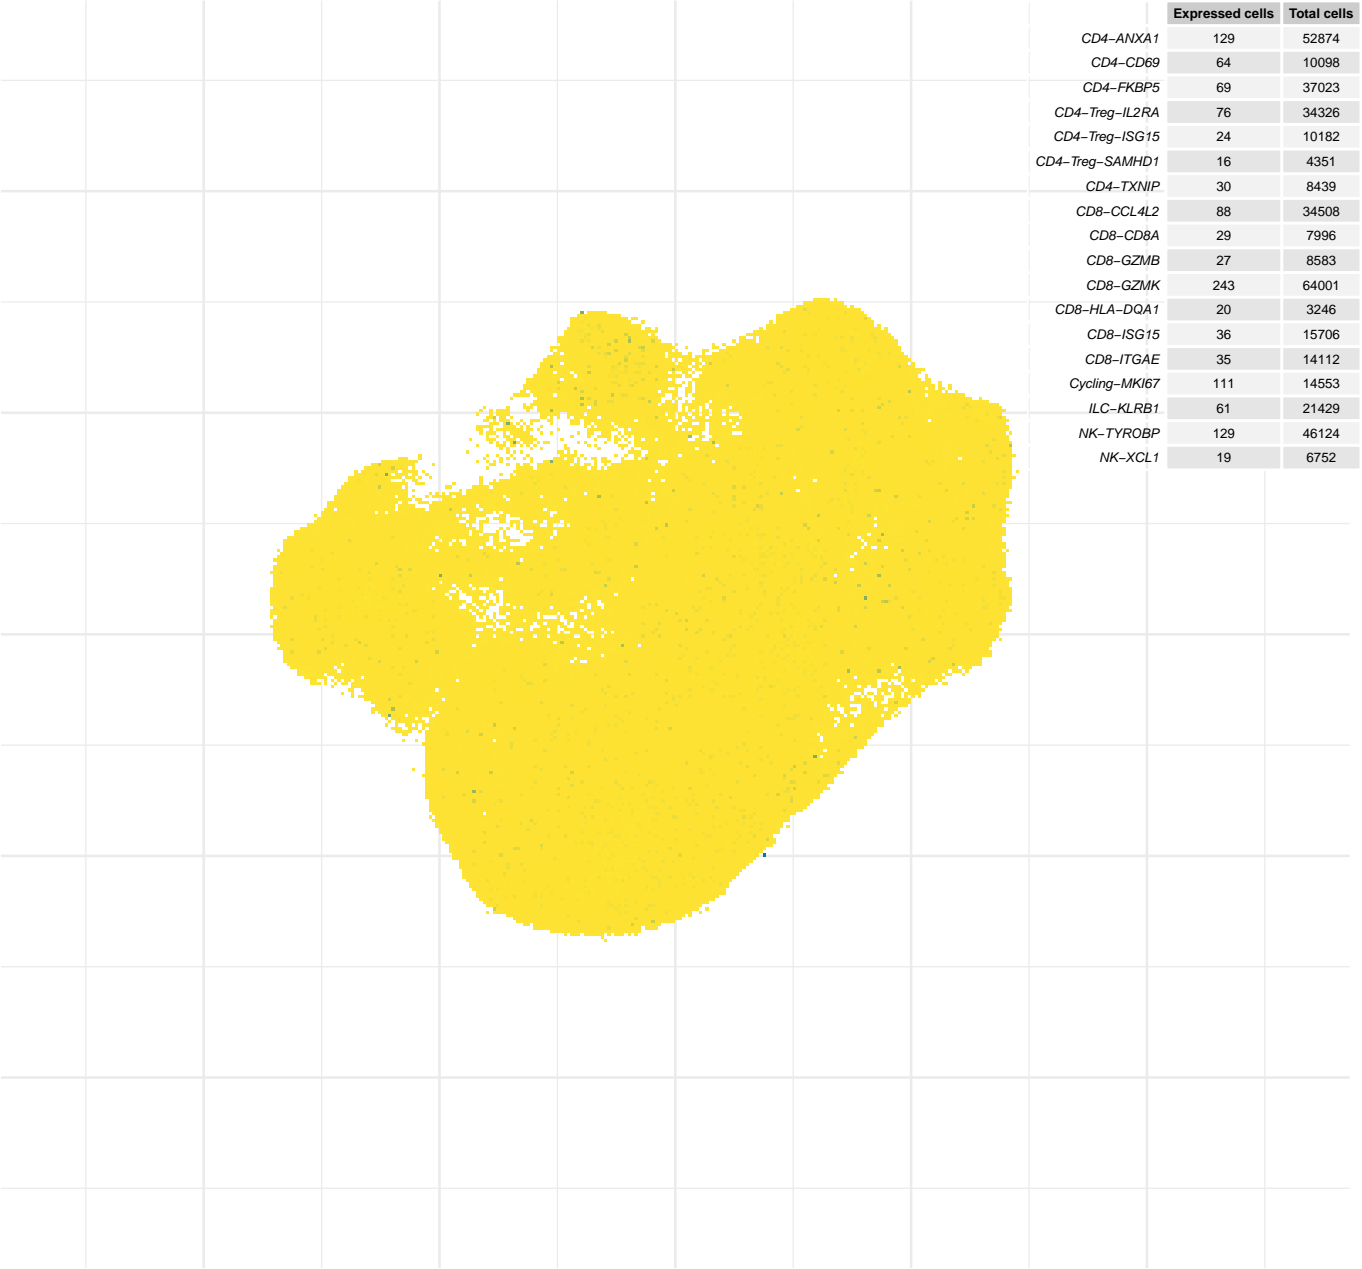 Expressed cells Total cells
CD4−ANXA1 129 52874
CD4−CD69 64 10098
CD4−FKBP5 69 37023
CD4−Treg−IL2RA 76 34326
CD4−Treg−ISG15 24 10182
CD4−Treg−SAMHD1 16 4351
CD4−TXNIP 30 8439
CD8−CCL4L2 88 34508
CD8−CD8A 29 7996
CD8−GZMB 27 8583
CD8−GZMK 243 64001
CD8−HLA−DQA1 20 3246
CD8−ISG15 36 15706
CD8−ITGAE 35 14112
Cycling−MKI67 111 14553
ILC−KLRB1 61 21429
NK−TYROBP 129 46124
NK−XCL1 19 6752